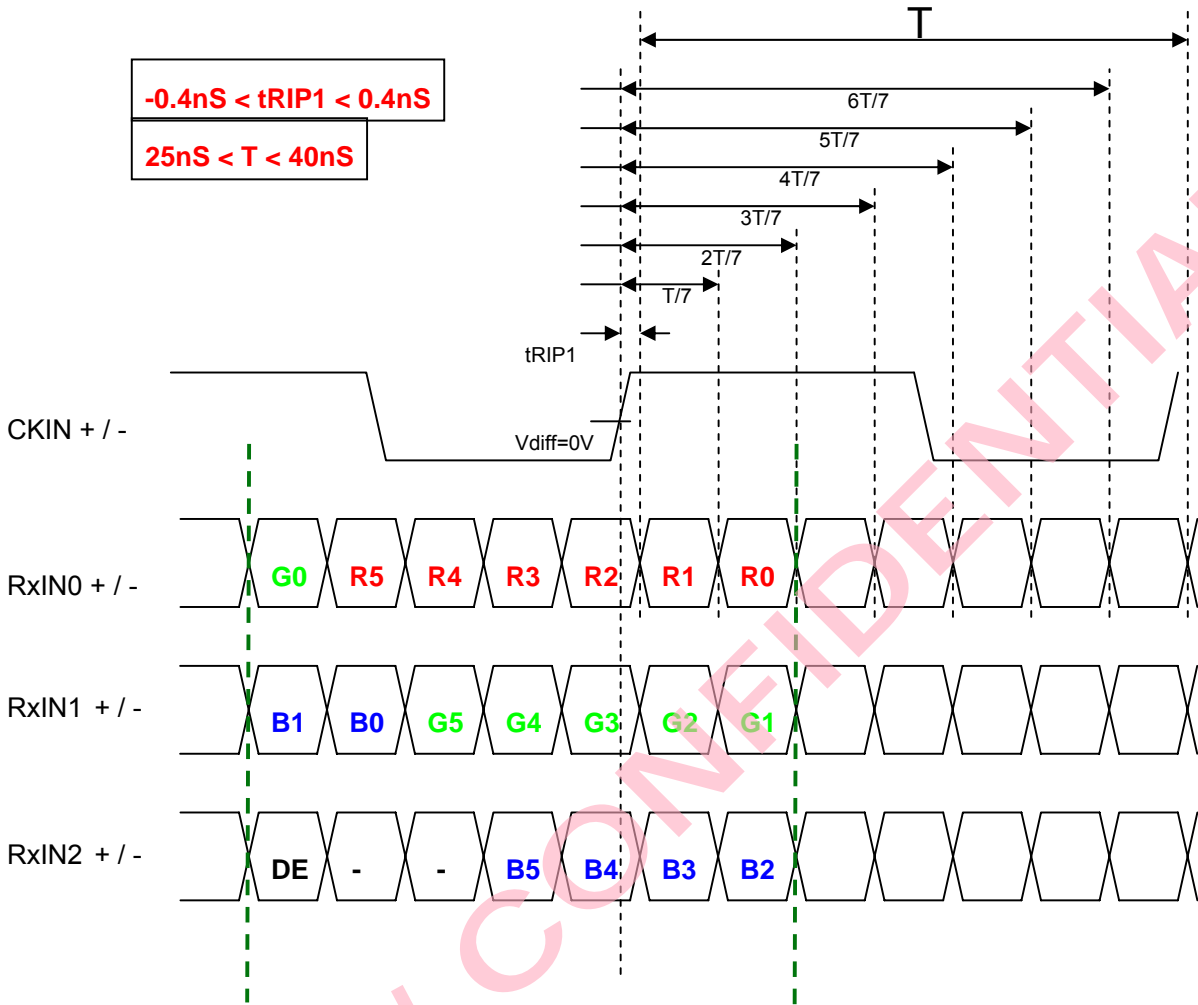 T
-0.4nS < tRIP1 < 0.4nS
25nS < T < 40nS
6T/7
5T/7
4T/7
3T/7
2T/7
T/7
tRIP1
CKIN + / -
Vdiff=0V
RxIN0 + / -
G0 R5 R4 R3 R2 R1 R0
RxIN1 + / -
B1 B0 G5 G4 G3 G2 G1
RxIN2 + / -
DE - - B5 B4 B3 B2
CONFIDENTIA